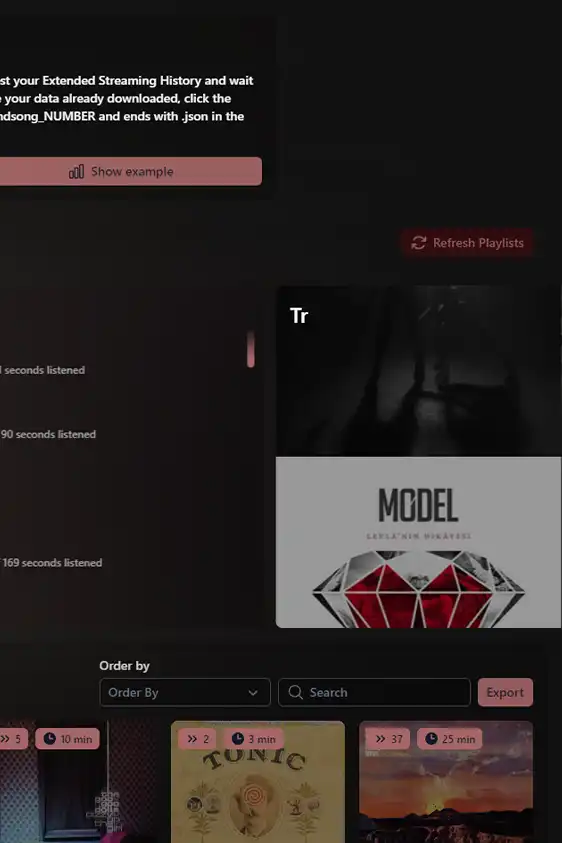 st your Extended Streaming History and wait
your data already downloaded, click the
ndsong_NUMBER and ends with .json in the
Show example
Refresh Playlists
Tr
seconds listened
90 seconds listened
169 seconds listened
MODEL
LEYLA'NIN HİKAYESİ
Order by
Order By
Search
Export
5
10 min
2
3 min
37
25 min
TONIC